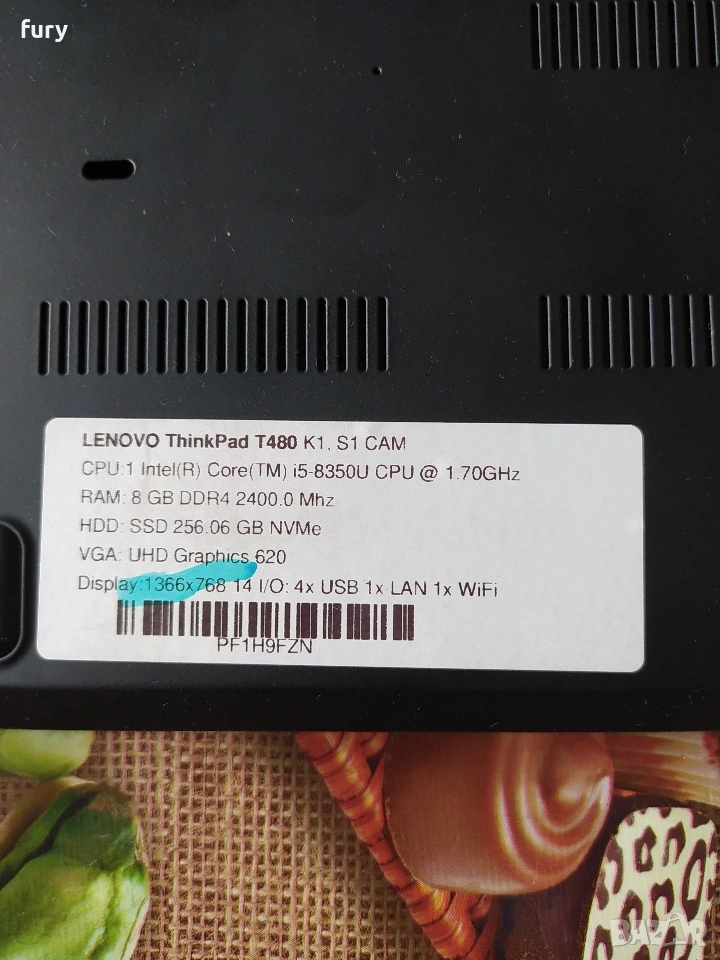 fury
LENOVO ThinkPad T480 K1, S1 CAM
CPU:1 Intel(R) Core(TM) i5-8350U CPU @ 1.70GHz
RAM: 8 GB DDR4 2400.0 Mhz
HDD: SSD 256.06 GB NVMe
VGA: UHD Graphics 620
Display:1366x768 14 I/O: 4x USB 1x LAN 1x WiFi
PF1H9FZN
BAZAR